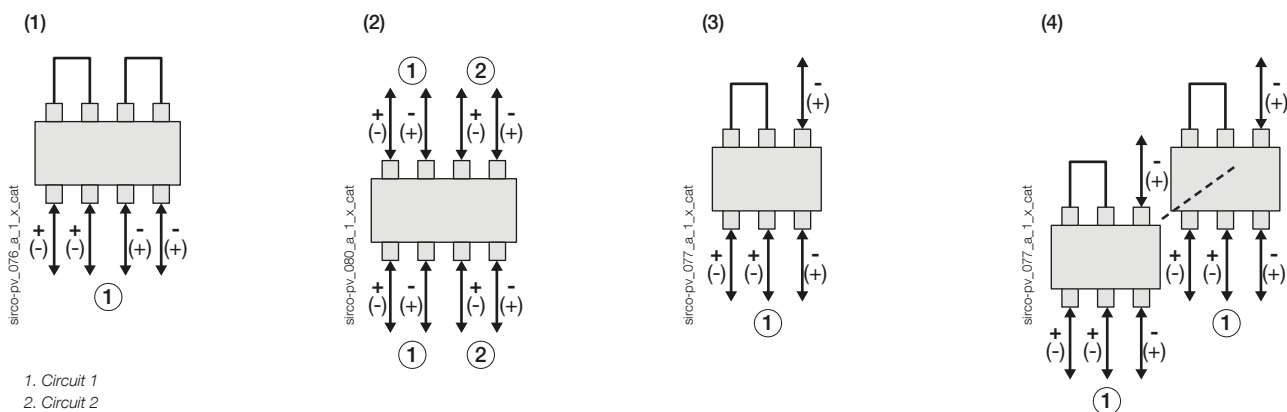 (1)
(2)
(3)
(4)
1 2
- (+)
- (+)
+ (-) - (+) + (-) - (+)
- (+)
sirco-pv_076_a_1_x_cat
sirco-pv_080_a_1_x_cat
sirco-pv_077_a_1_x_cat
sirco-pv_077_a_1_x_cat
+ (-) + (-) - (+) - (+)
+ (-) - (+) + (-) - (+)
+ (-) + (-) - (+)
+ (-) + (-) - (+)
1
1 2
1
1
+ (-) + (-) - (+)
1
1. Circuit 1
2. Circuit 2